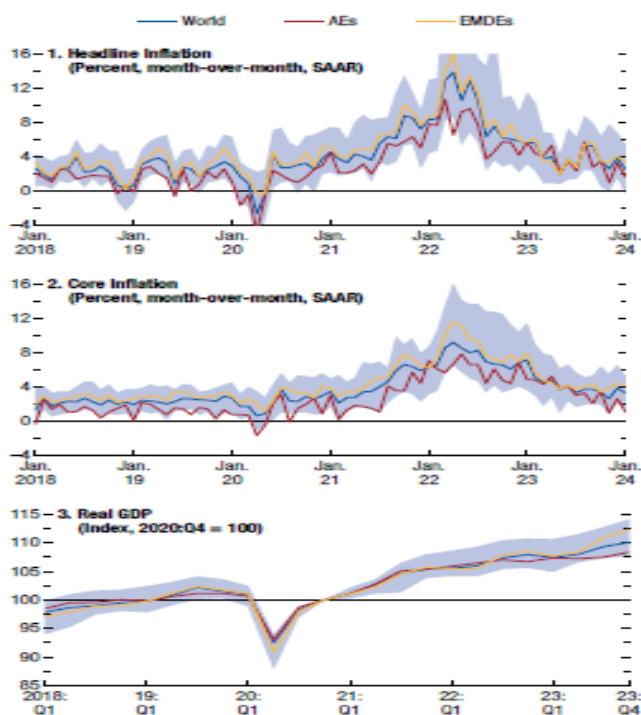 World AEs EMDEs
1. Headline Inflation
(Percent, month-over-month, SAAR)
16
12
8
4
0
−4
Jan. Jan. Jan. Jan. Jan. Jan. Jan.
2018 19 20 21 22 23 24
2. Core Inflation
(Percent, month-over-month, SAAR)
16
12
8
4
0
−4
Jan. Jan. Jan. Jan. Jan. Jan. Jan.
2018 19 20 21 22 23 24
3. Real GDP
(Index, 2020:Q4 = 100)
115
110
105
100
95
90
85
2018: 19: 20: 21: 22: 23: 23:
Q1 Q1 Q1 Q1 Q1 Q1 Q4